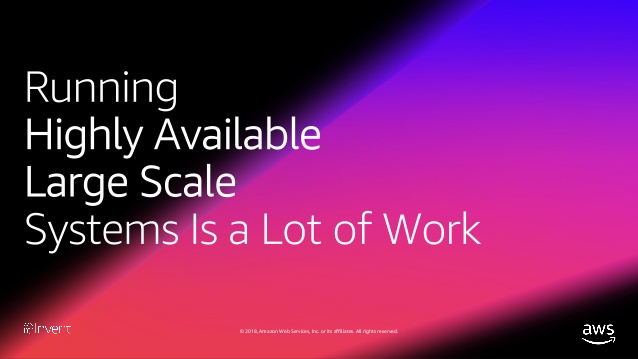 Running
Highly Available
Large Scale
Systems Is a Lot of Work
re:Invent
© 2018, Amazon Web Services, Inc. or its affiliates. All rights reserved.
aws